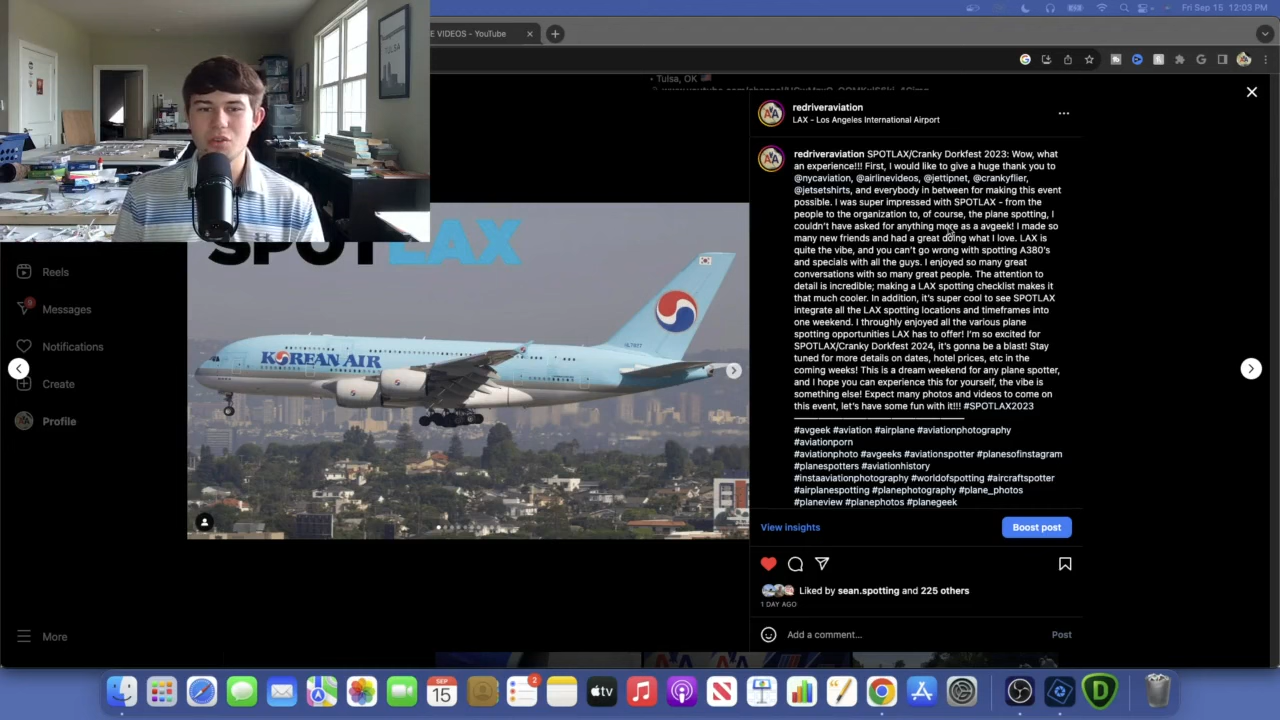 Fri Sep 15 12:03 PM
E VIDEOS - YouTube
• Tulsa, OK
TULSA
redriveraviation
LAX - Los Angeles International Airport
redriveraviation SPOTLAX/Cranky Dorkfest 2023: Wow, what
an experience!!! First, I would like to give a huge thank you to
@nycaviation, @airlinevideos, @jettipnet, @crankyflier,
@jetsetshirts, and everybody in between for making this event
possible. I was super impressed with SPOTLAX - from the
people to the organization to, of course, the plane spotting, I
couldn't have asked for anything more as a avgeek! I made so
many new friends and had a great doing what I love. LAX is
quite the vibe, and you can't go wrong with spotting A380's
and specials with all the guys. I enjoyed so many great
conversations with so many great people. The attention to
detail is incredible; making a LAX spotting checklist makes it
that much cooler. In addition, it's super cool to see SPOTLAX
integrate all the LAX spotting locations and timeframes into
one weekend. I throughly enjoyed all the various plane
spotting opportunities LAX has to offer! I'm so excited for
SPOTLAX/Cranky Dorkfest 2024, it's gonna be a blast! Stay
tuned for more details on dates, hotel prices, etc in the
coming weeks! This is a dream weekend for any plane spotter,
and I hope you can experience this for yourself, the vibe is
something else! Expect many photos and videos to come on
this event, let's have some fun with it!!! #SPOTLAX2023
#avgeek #aviation #airplane #aviationphotography
#aviationporn
#aviationphoto #avgeeks #aviationspotter #planesofinstagram
#planespotters #aviationhistory
#instaaviationphotography #worldofspotting #aircraftspotter
#airplanespotting #planephotography #plane_photos
#planeview #planephotos #planegeek
SPOTLAX
KOREAN AIR
Reels
Messages
9
Notifications
Create
Profile
More
View insights
Boost post
Liked by sean.spotting and 225 others
1 DAY AGO
Add a comment...
Post
SEP
15
2
tv